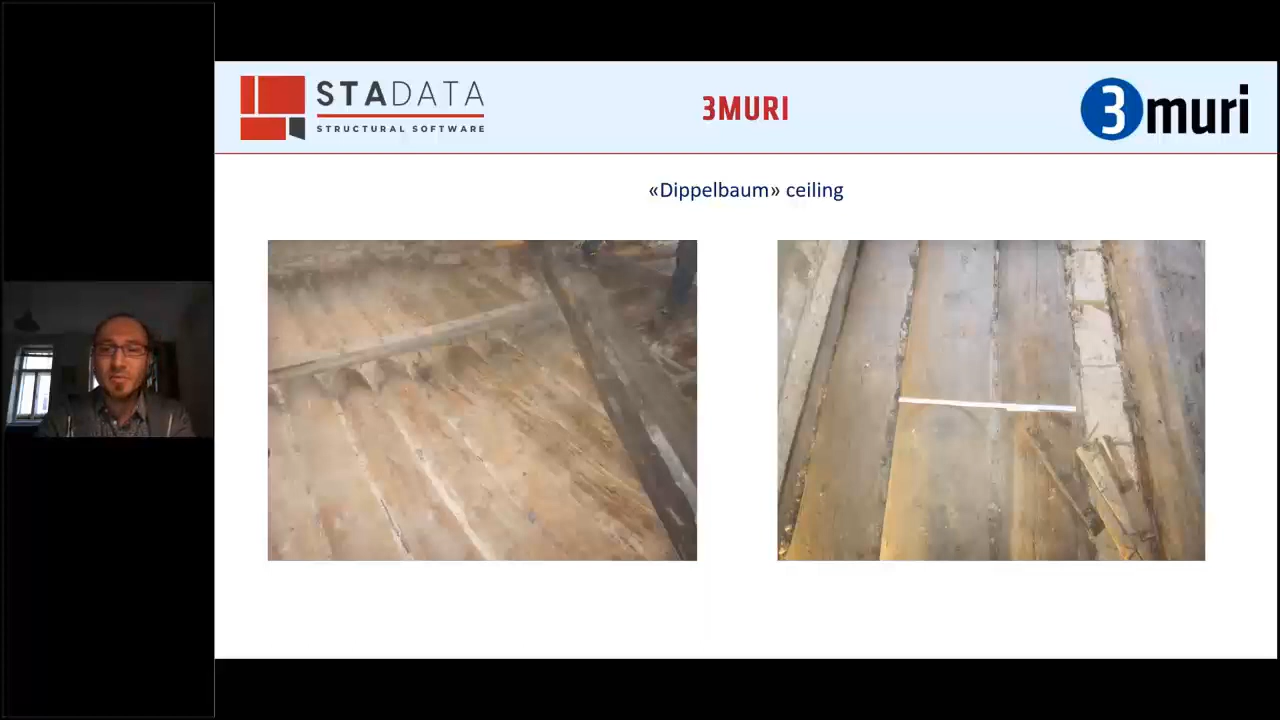 STADATA
STRUCTURAL SOFTWARE
3MURI
3muri
«Dippelbaum» ceiling